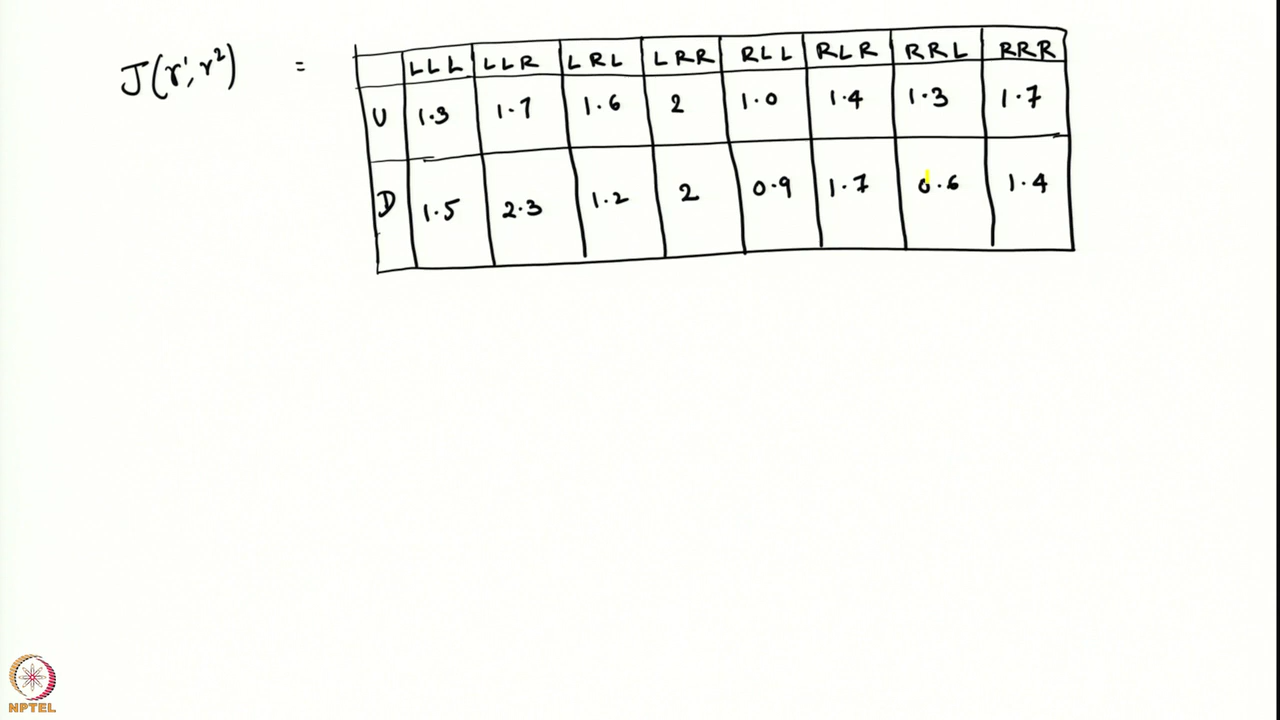 J(γ¹, γ²) =
LLL LLR LRL LRR RLL RLR RRL RRR
U 1.3 1.7 1.6 2 1.0 1.4 1.3 1.7
D 1.5 2.3 1.2 2 0.9 1.7 0.6 1.4
NPTEL